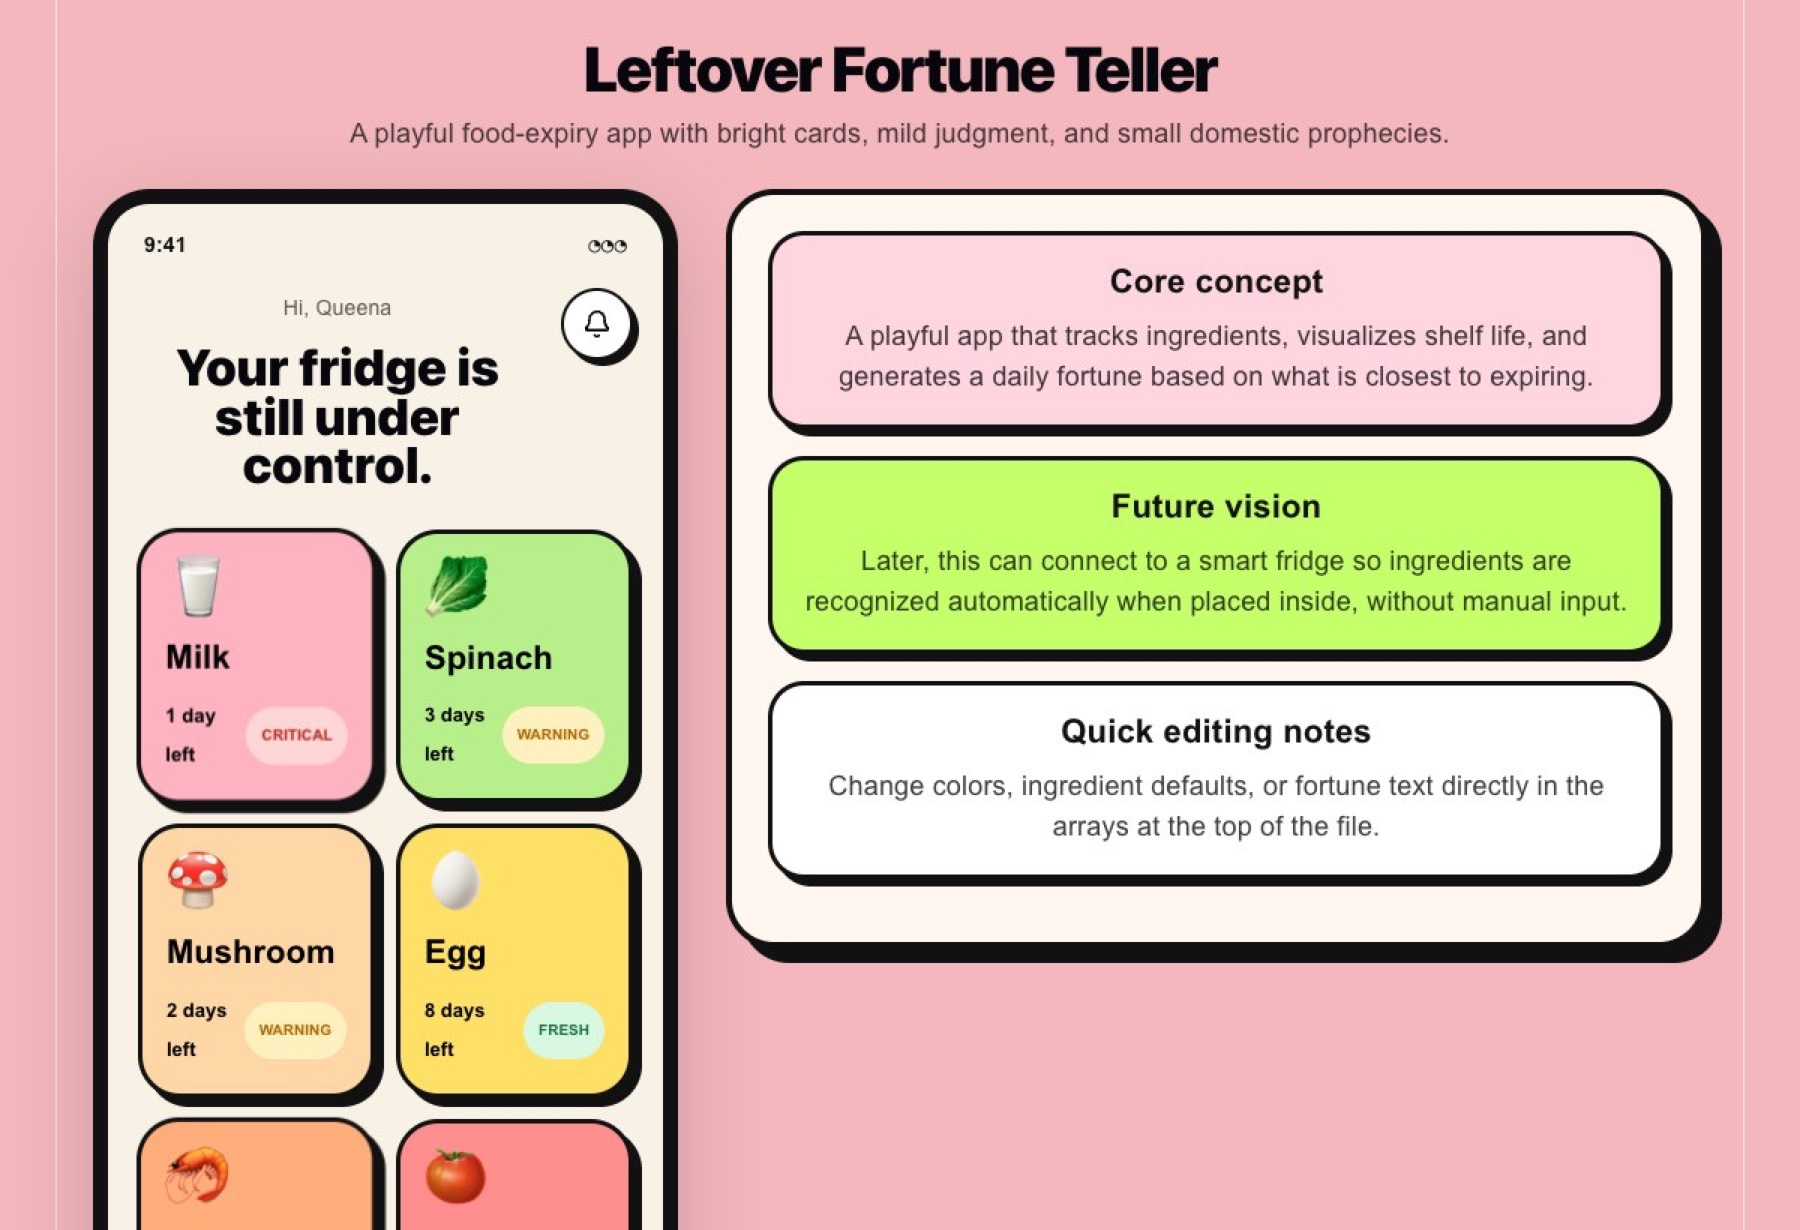 Leftover Fortune Teller
A playful food-expiry app with bright cards, mild judgment, and small domestic prophecies.
9:41
Hi, Queena
Your fridge is
still under
control.
Milk
1 day
left
CRITICAL
Spinach
3 days
left
WARNING
Mushroom
2 days
left
WARNING
Egg
8 days
left
FRESH
Core concept
A playful app that tracks ingredients, visualizes shelf life, and
generates a daily fortune based on what is closest to expiring.
Future vision
Later, this can connect to a smart fridge so ingredients are
recognized automatically when placed inside, without manual input.
Quick editing notes
Change colors, ingredient defaults, or fortune text directly in the
arrays at the top of the file.